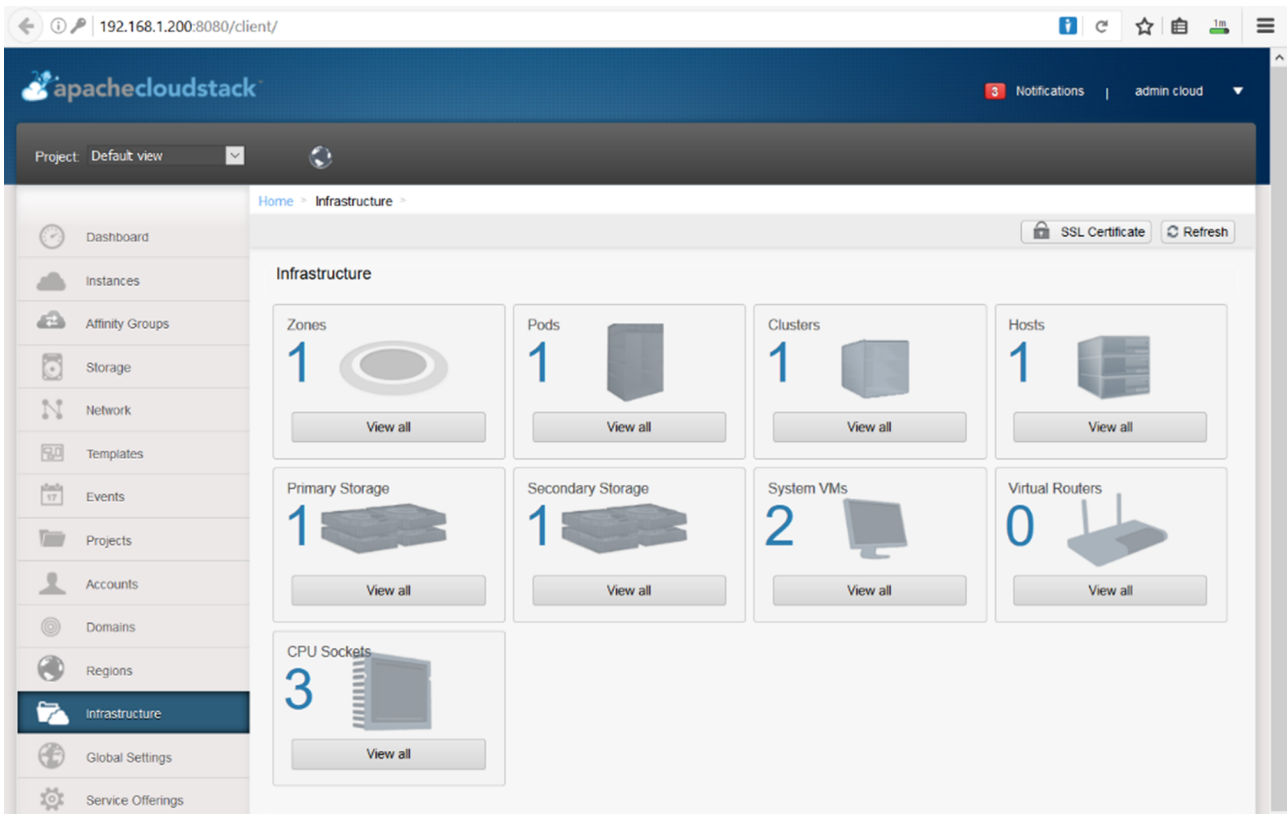 192.168.1.200:8080/client/
1m
apachecloudstack™
3 Notifications | admin cloud
Project: Default view
Home > Infrastructure >
SSL Certificate Refresh
Dashboard
Instances
Affinity Groups
Storage
Network
Templates
17 Events
Projects
Accounts
Domains
Regions
Infrastructure
Global Settings
Service Offerings
Infrastructure
Zones
1
View all
Pods
1
View all
Clusters
1
View all
Hosts
1
View all
Primary Storage
1
View all
Secondary Storage
1
View all
System VMs
2
View all
Virtual Routers
0
View all
CPU Sockets
3
View all